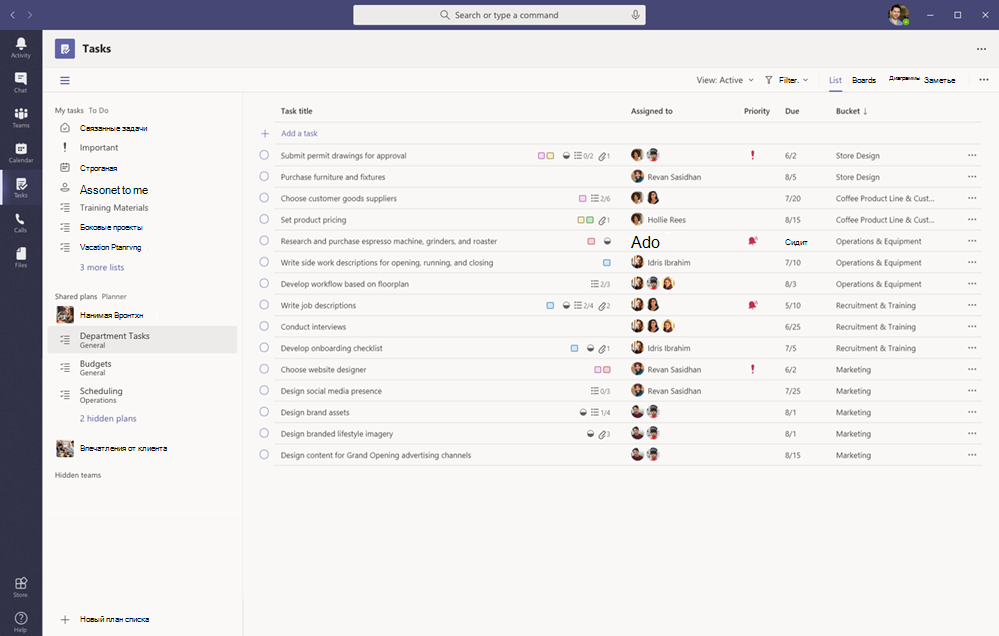 Search or type a command
Activity
Chat
Teams
Calendar
Tasks
Calls
Files
Store
Help
Tasks
View: Active
Filter.
List
Boards
Диаграммы
Заметье
My tasks To Do
Связанные задачи
Important
Строганая
Assonet to me
Training Materials
Боковые проекты
Vacation Planrvng
3 more lists
Shared plans Planner
Нанимая Вронтхн
Department Tasks
General
Budgets
General
Scheduling
Operations
2 hidden plans
Впечатления от клиента
Hidden teams
Новый план списка
Task title Assigned to Priority Due Bucket ↓
Add a task
Submit permit drawings for approval 0/2 1 6/2 Store Design
Purchase furniture and fixtures Revan Sasidhan 8/5 Store Design
Choose customer goods suppliers 2/6 7/20 Coffee Product Line & Cust...
Set product pricing 1 Hollie Rees 8/15 Coffee Product Line & Cust...
Research and purchase espresso machine, grinders, and roaster Ado Сидит Operations & Equipment
Write side work descriptions for opening, running, and closing Idris Ibrahim 7/10 Operations & Equipment
Develop workflow based on floorplan 2/3 8/3 Operations & Equipment
Write job descriptions 2/4 2 5/10 Recruitment & Training
Conduct interviews 6/25 Recruitment & Training
Develop onboarding checklist 1 Idris Ibrahim 7/5 Recruitment & Training
Choose website designer Revan Sasidhan 6/2 Marketing
Design social media presence 0/3 Revan Sasidhan 7/25 Marketing
Design brand assets 1/4 8/1 Marketing
Design branded lifestyle imagery 3 8/1 Marketing
Design content for Grand Opening advertising channels 8/15 Marketing